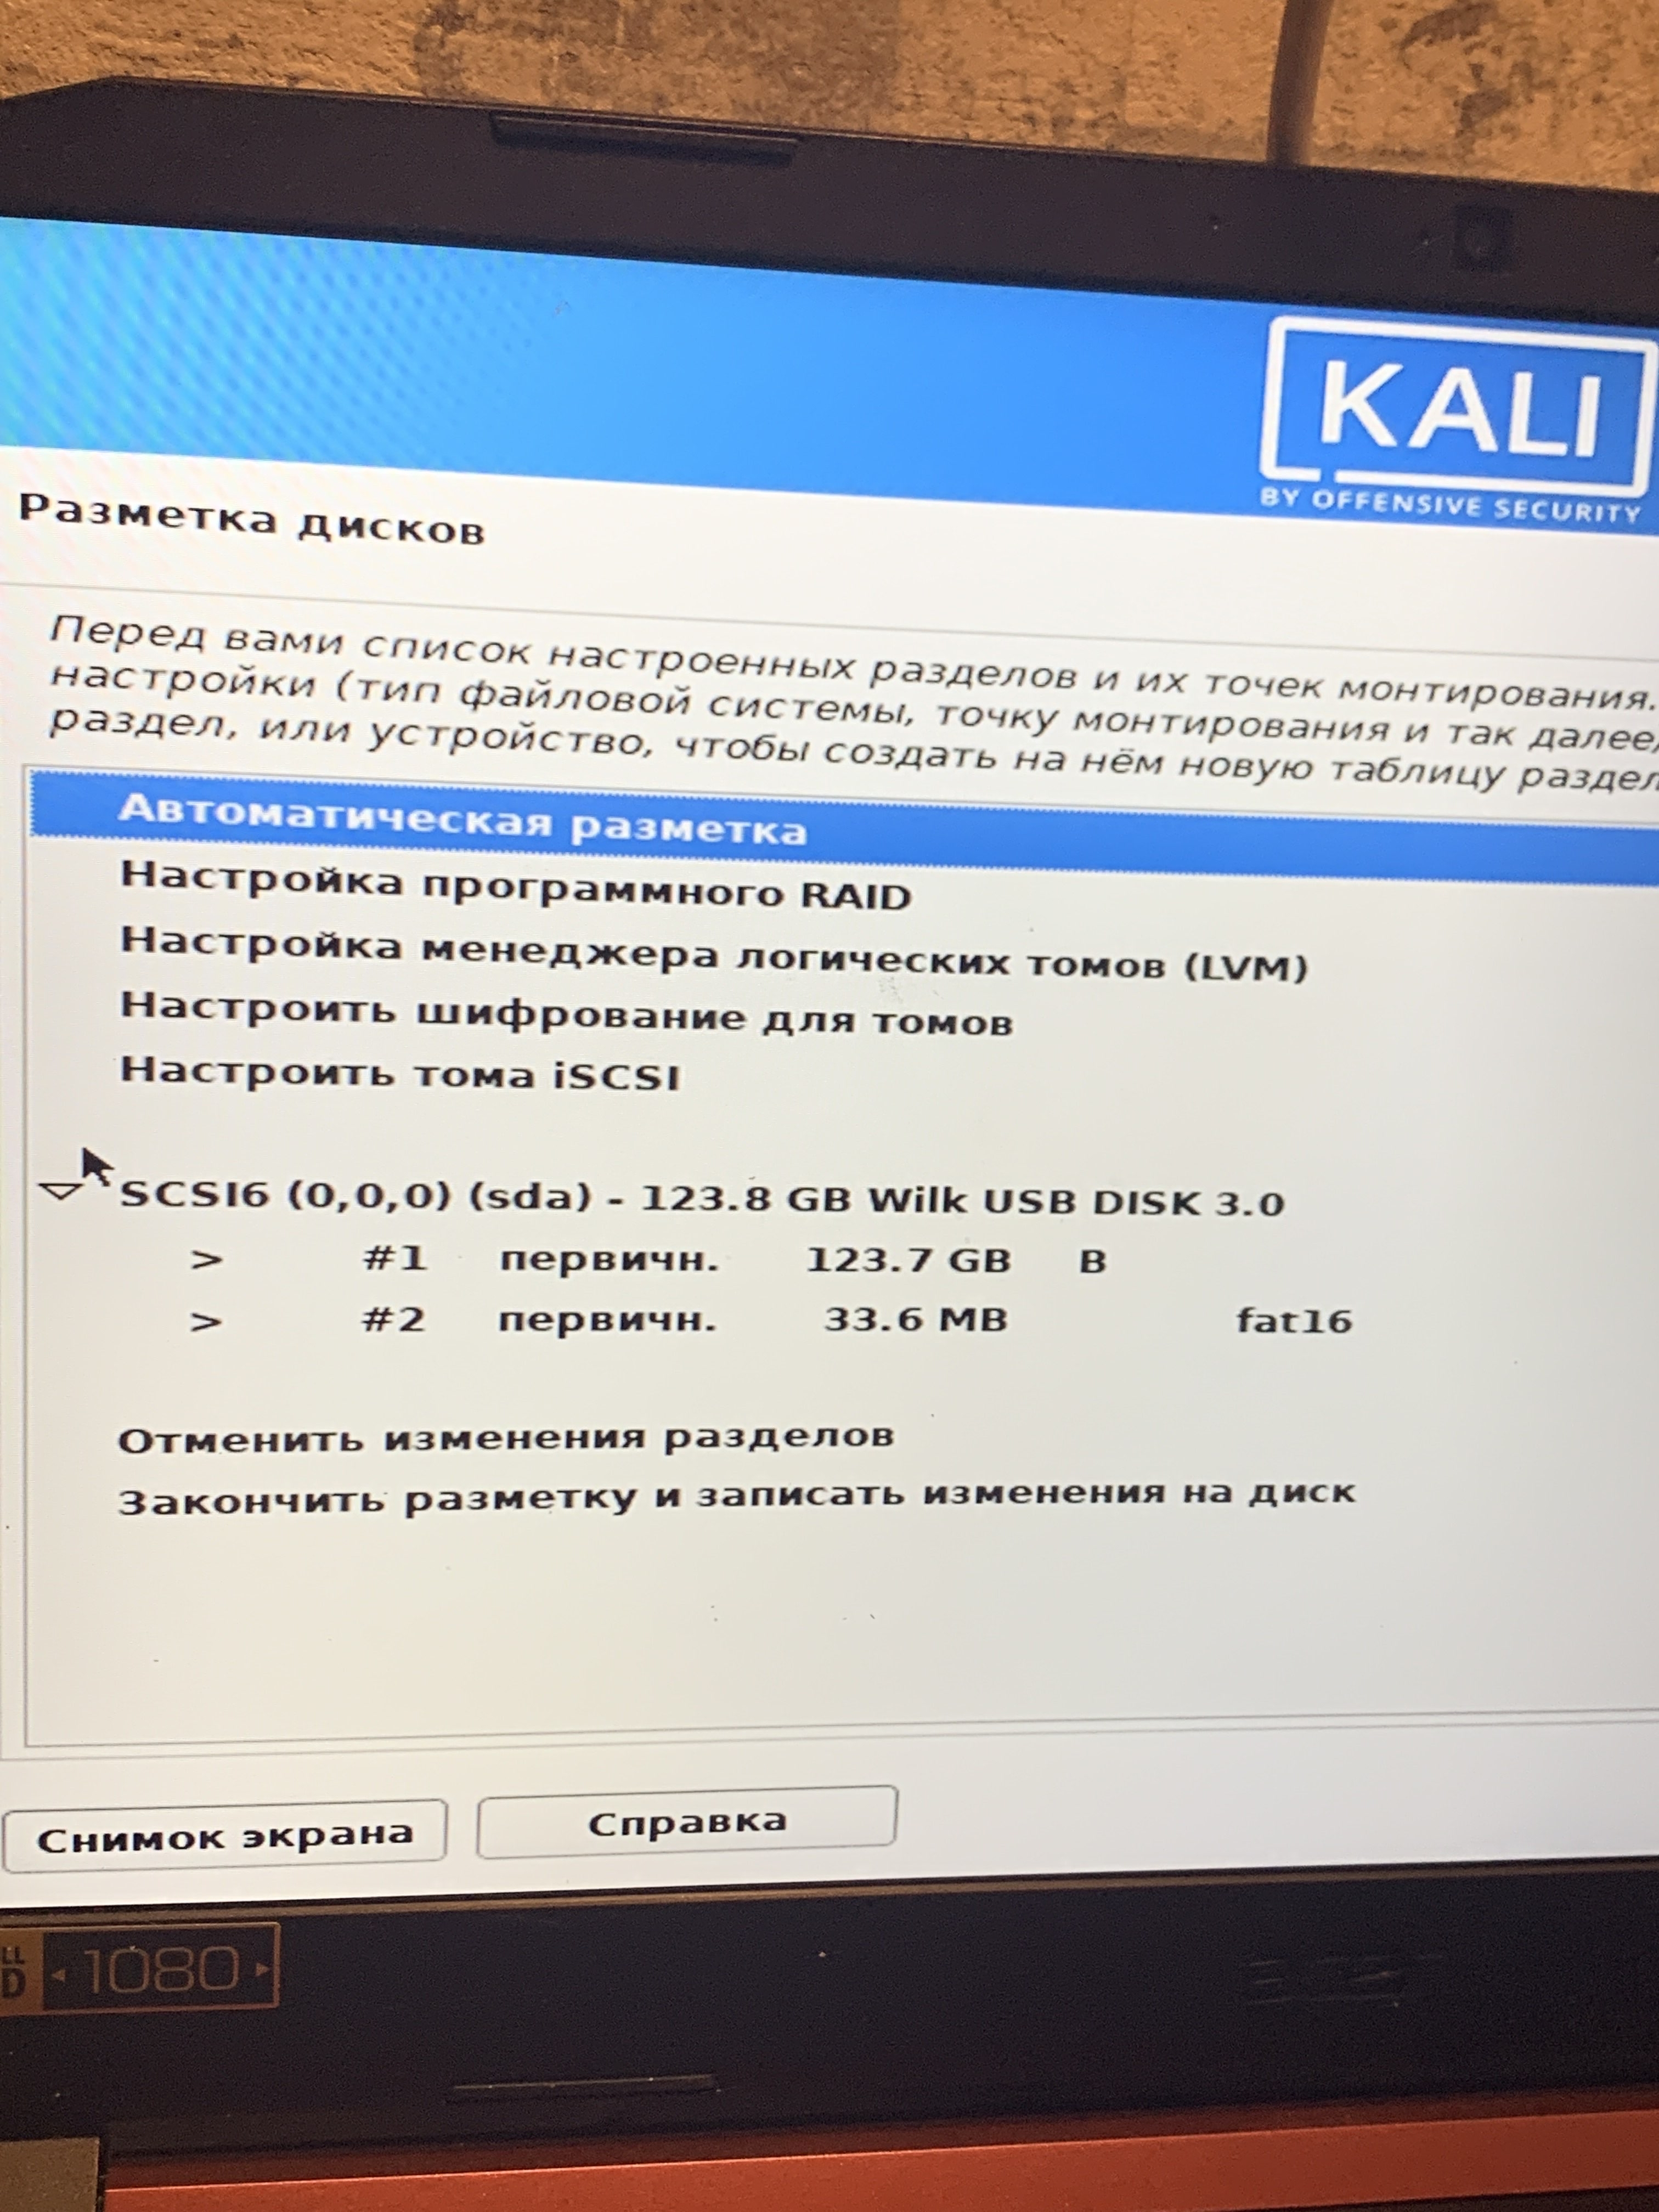 KALI
BY OFFENSIVE SECURITY
Разметка дисков
Перед вами список настроенных разделов и их точек монтирования.
настройки (тип файловой системы, точку монтирования и так далее,
раздел, или устройство, чтобы создать на нём новую таблицу
Автоматическая разметка
Настройка программного RAID
Настройка менеджера логических томов (LVM)
Настроить шифрование для томов
Настроить тома iSCSI
SCSI6 (0,0,0) (sda) - 123.8 GB Wilk USB DISK 3.0
> #1 первичн. 123.7 GB B
> #2 первичн. 33.6 MB fat16
Отменить изменения разделов
Закончить разметку и записать изменения на диск
Снимок экрана
Справка
1080